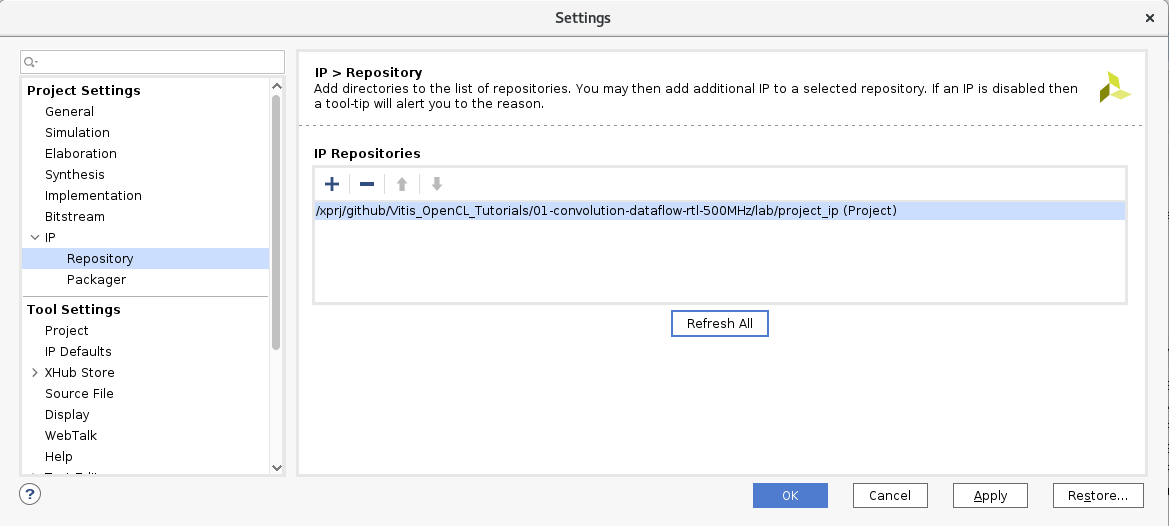 Settings
Project Settings
General
Simulation
Elaboration
Synthesis
Implementation
Bitstream
IP
Repository
Packager
Tool Settings
Project
IP Defaults
XHub Store
Source File
Display
WebTalk
Help
IP > Repository
Add directories to the list of repositories. You may then add additional IP to a selected repository. If an IP is disabled then
a tool-tip will alert you to the reason.
IP Repositories
/xprj/github/Vitis_OpenCL_Tutorials/01-convolution-dataflow-rtl-500MHz/lab/project_ip (Project)
Refresh All
?
OK
Cancel
Apply
Restore...